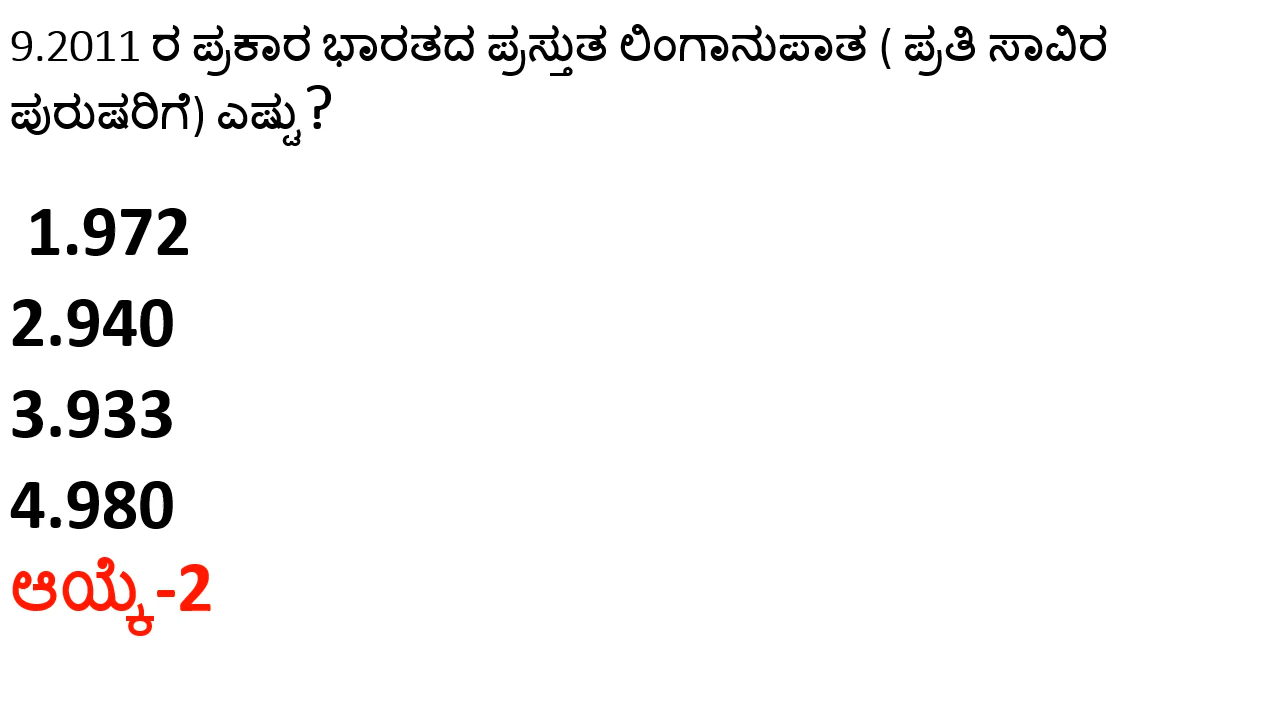 9.2011 ರ ಪ್ರಕಾರ ಭಾರತದ ಪ್ರಸ್ತುತ ಲಿಂಗಾನುಪಾತ ( ಪ್ರತಿ ಸಾವಿರ
ಪುರುಷರಿಗೆ) ಎಷ್ಟು?
1.972
2.940
3.933
4.980
ಆಯ್ಕೆ-2